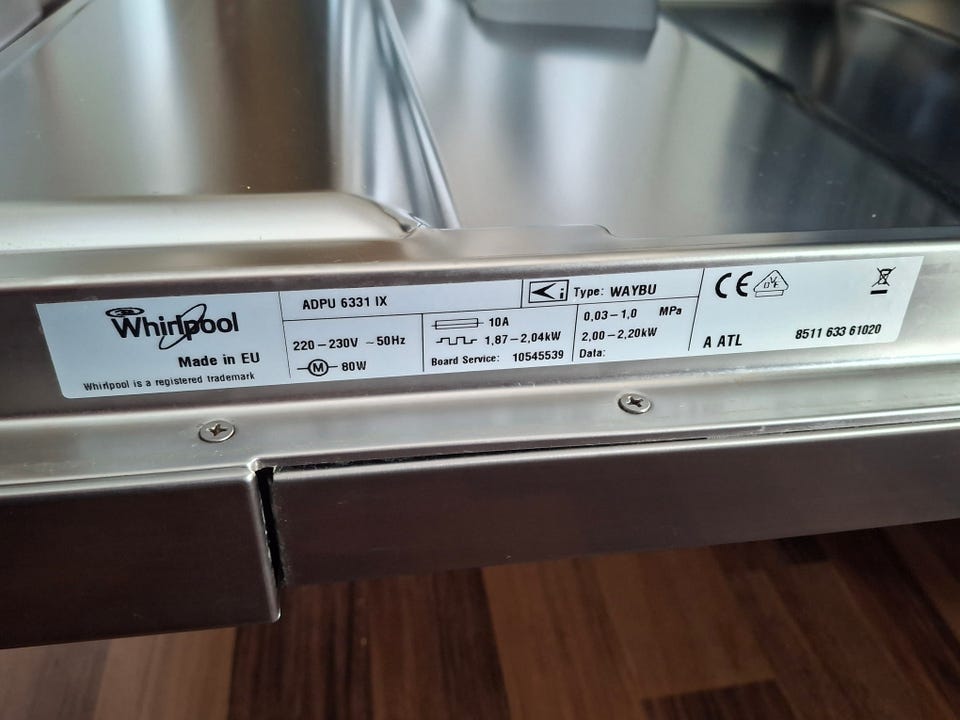 Whirlpool
Made in EU
Whirlpool is a registered trademark
ADPU 6331 IX
220-230V ~50Hz
M 80W
10A
1,87-2,04kW
Board Service: 10545539
i Type: WAYBU
0,03-1,0 MPa
2,00-2,20kW
Data:
CE
A ATL
8511 633 61020